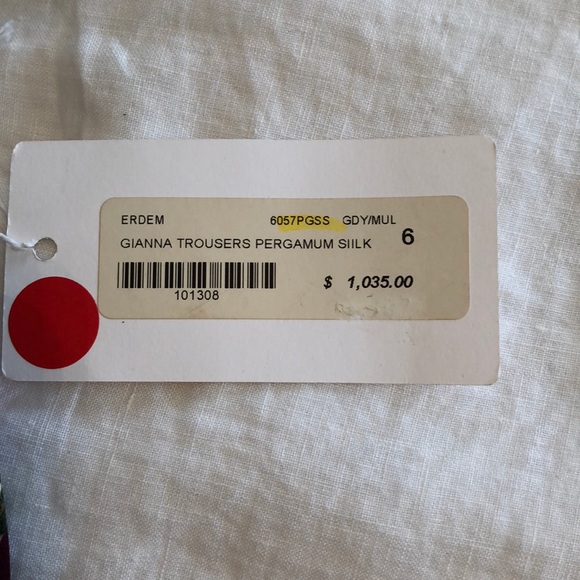 ERDEM 6057PGSS GDY/MUL
GIANNA TROUSERS PERGAMUM SIILK 6
101308 $ 1,035.00